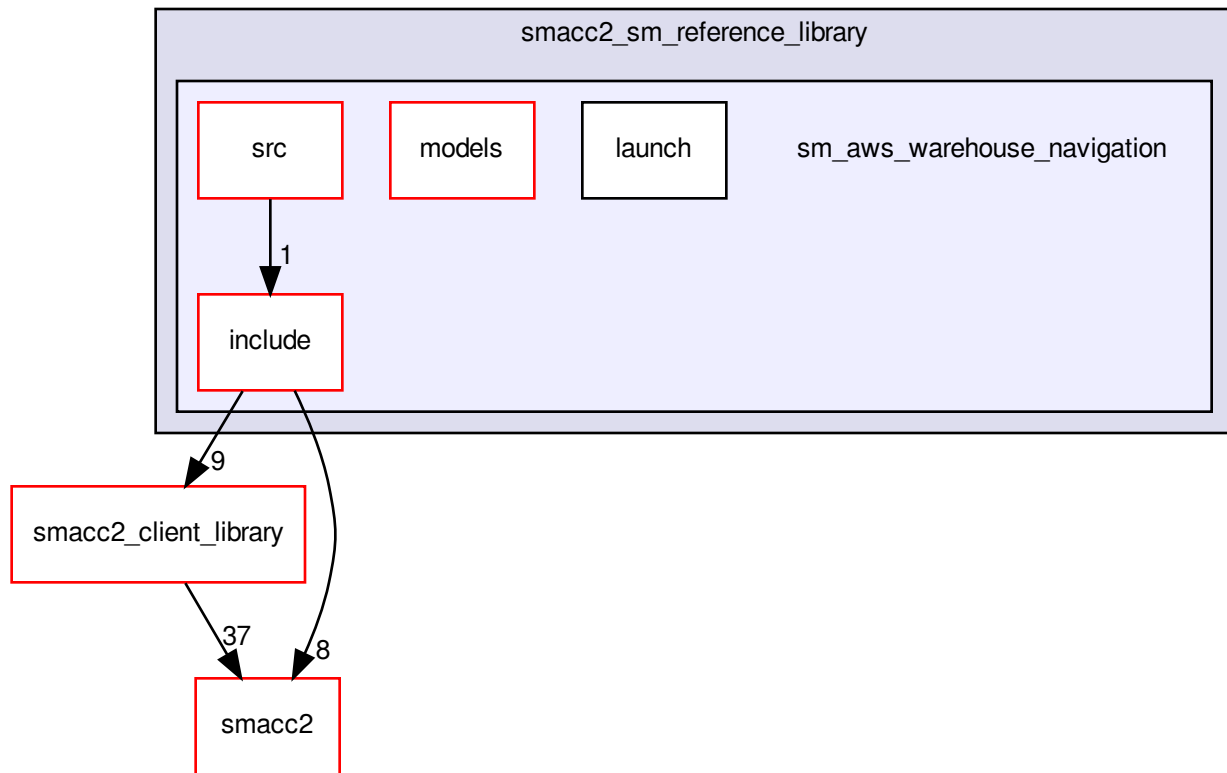 smacc2_sm_reference_library
src
models
launch
sm_aws_warehouse_navigation
1
include
9
smacc2_client_library
37
8
smacc2